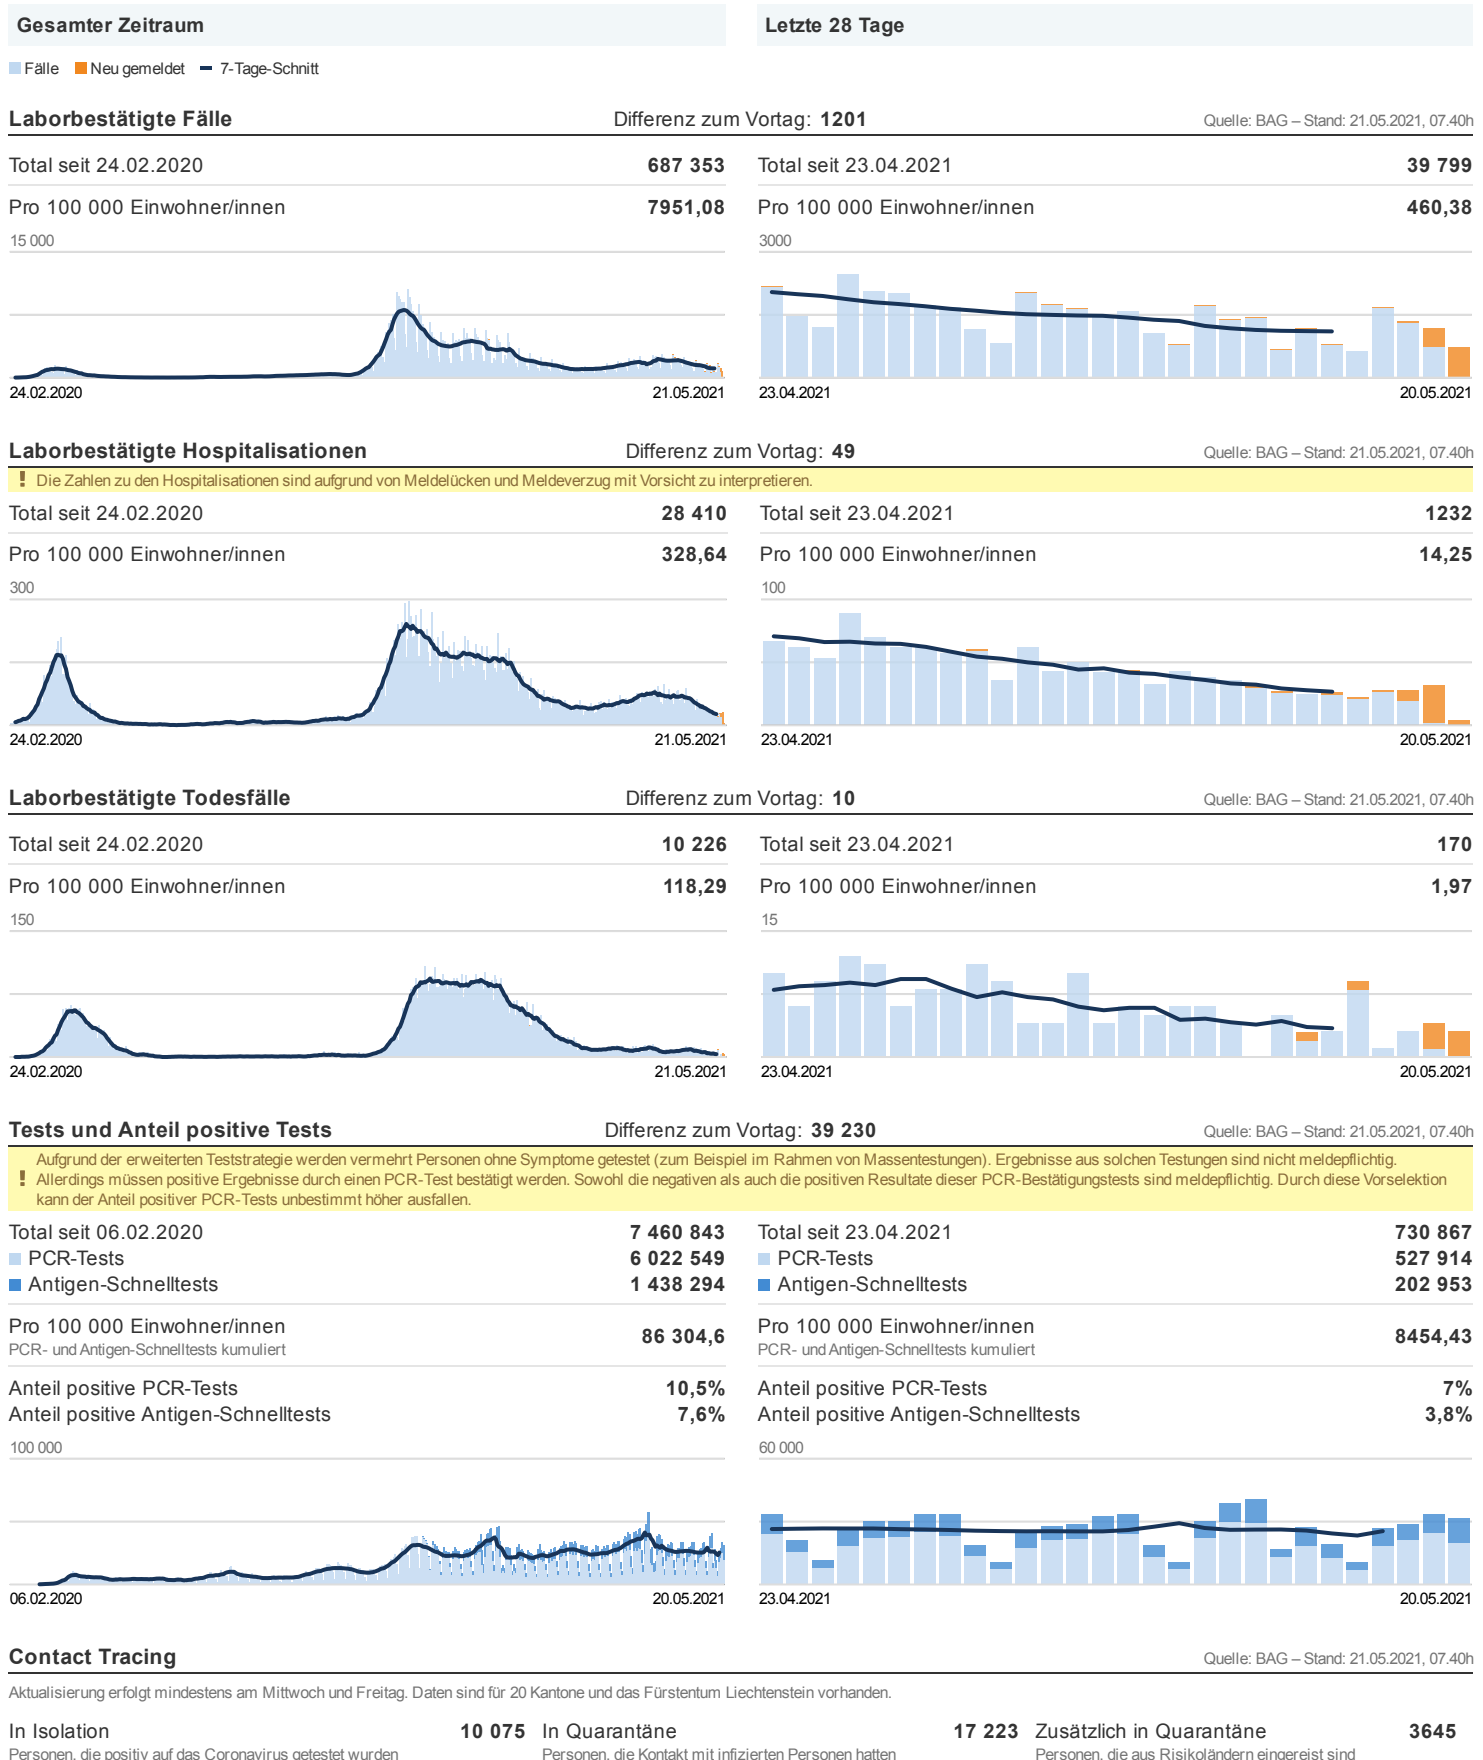 Gesamter Zeitraum
Letzte 28 Tage
Fälle Neu gemeldet 7-Tage-Schnitt
Laborbestätigte Fälle Differenz zum Vortag: 1201 Quelle: BAG – Stand: 21.05.2021, 07.40h
Total seit 24.02.2020 687 353 Total seit 23.04.2021 39 799
Pro 100 000 Einwohner/innen 7951,08 Pro 100 000 Einwohner/innen 460,38
15 000 3000
24.02.2020 21.05.2021 23.04.2021 20.05.2021
Laborbestätigte Hospitalisationen Differenz zum Vortag: 49 Quelle: BAG – Stand: 21.05.2021, 07.40h
! Die Zahlen zu den Hospitalisationen sind aufgrund von Meldelücken und Meldeverzug mit Vorsicht zu interpretieren.
Total seit 24.02.2020 28 410 Total seit 23.04.2021 1232
Pro 100 000 Einwohner/innen 328,64 Pro 100 000 Einwohner/innen 14,25
300 100
24.02.2020 21.05.2021 23.04.2021 20.05.2021
Laborbestätigte Todesfälle Differenz zum Vortag: 10 Quelle: BAG – Stand: 21.05.2021, 07.40h
Total seit 24.02.2020 10 226 Total seit 23.04.2021 170
Pro 100 000 Einwohner/innen 118,29 Pro 100 000 Einwohner/innen 1,97
150 15
24.02.2020 21.05.2021 23.04.2021 20.05.2021
Tests und Anteil positive Tests Differenz zum Vortag: 39 230 Quelle: BAG – Stand: 21.05.2021, 07.40h
Aufgrund der erweiterten Teststrategie werden vermehrt Personen ohne Symptome getestet (zum Beispiel im Rahmen von Massentestungen). Ergebnisse aus solchen Testungen sind nicht meldepflichtig.
! Allerdings müssen positive Ergebnisse durch einen PCR-Test bestätigt werden. Sowohl die negativen als auch die positiven Resultate dieser PCR-Bestätigungstests sind meldepflichtig. Durch diese Vorselektion
kann der Anteil positiver PCR-Tests unbestimmt höher ausfallen.
Total seit 06.02.2020 7 460 843 Total seit 23.04.2021 730 867
PCR-Tests 6 022 549 PCR-Tests 527 914
Antigen-Schnelltests 1 438 294 Antigen-Schnelltests 202 953
Pro 100 000 Einwohner/innen 86 304,6 Pro 100 000 Einwohner/innen 8454,43
PCR- und Antigen-Schnelltests kumuliert PCR- und Antigen-Schnelltests kumuliert
Anteil positive PCR-Tests 10,5% Anteil positive PCR-Tests 7%
Anteil positive Antigen-Schnelltests 7,6% Anteil positive Antigen-Schnelltests 3,8%
100 000 60 000
06.02.2020 20.05.2021 23.04.2021 20.05.2021
Contact Tracing Quelle: BAG – Stand: 21.05.2021, 07.40h
Aktualisierung erfolgt mindestens am Mittwoch und Freitag. Daten sind für 20 Kantone und das Fürstentum Liechtenstein vorhanden.
In Isolation 10 075 In Quarantäne 17 223 Zusätzlich in Quarantäne 3645
Personen, die positiv auf das Coronavirus getestet wurden Personen, die Kontakt mit infizierten Personen hatten Personen, die aus Risikoländern eingereist sind